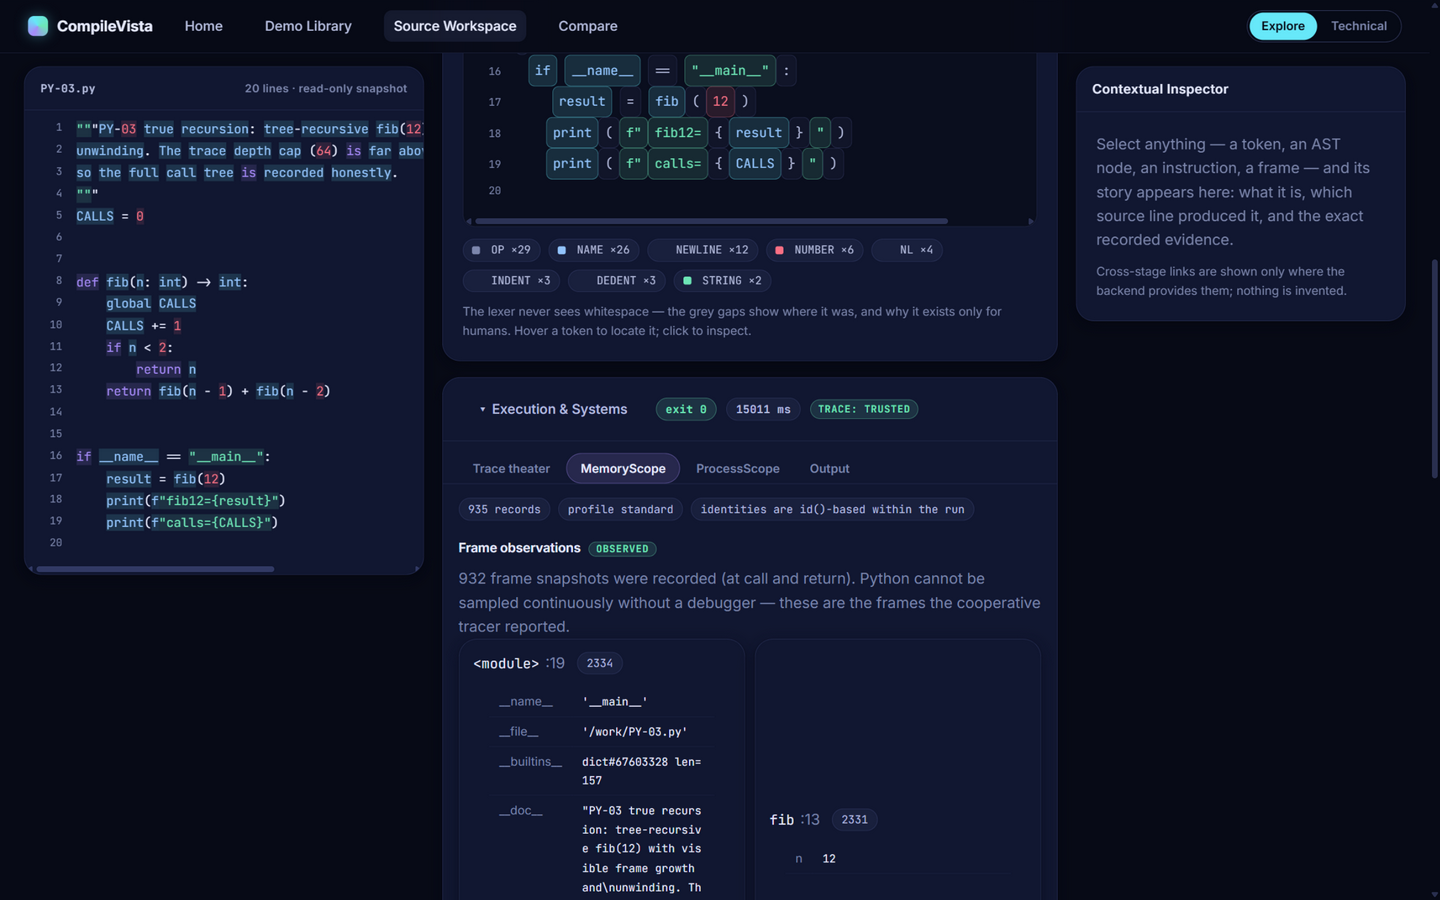 CompileVista
Home
Demo Library
Source Workspace
Compare
Explore
Technical
PY-03.py
20 lines · read-only snapshot
1 """PY-03 true recursion: tree-recursive fib(12)
2 unwinding. The trace depth cap (64) is far abov
3 so the full call tree is recorded honestly.
4 """
5 CALLS = 0
6
7
8 def fib(n: int) -> int:
9 global CALLS
10 CALLS += 1
11 if n < 2:
12 return n
13 return fib(n - 1) + fib(n - 2)
14
15
16 if __name__ == "__main__":
17 result = fib(12)
18 print(f"fib12={result}")
19 print(f"calls={CALLS}")
20
16 if __name__ == "__main__" :
17 result = fib ( 12 )
18 print ( f" fib12= { result } " )
19 print ( f" calls= { CALLS } " )
20
OP ×29
NAME ×26
NEWLINE ×12
NUMBER ×6
NL ×4
INDENT ×3
DEDENT ×3
STRING ×2
The lexer never sees whitespace — the grey gaps show where it was, and why it exists only for
humans. Hover a token to locate it; click to inspect.
▾ Execution & Systems
exit 0
15011 ms
TRACE: TRUSTED
Trace theater
MemoryScope
ProcessScope
Output
935 records
profile standard
identities are id()-based within the run
Frame observations
OBSERVED
932 frame snapshots were recorded (at call and return). Python cannot be
sampled continuously without a debugger — these are the frames the cooperative
tracer reported.
<module> :19 2334
__name__ '__main__'
__file__ '/work/PY-03.py'
__builtins__ dict#67603328 len=
157
__doc__ "PY-03 true recurs
ion: tree-recursiv
e fib(12) with vis
ible frame growth
and\nunwinding. Th
fib :13 2331
n 12
Contextual Inspector
Select anything — a token, an AST
node, an instruction, a frame — and its
story appears here: what it is, which
source line produced it, and the exact
recorded evidence.
Cross-stage links are shown only where the
backend provides them; nothing is invented.